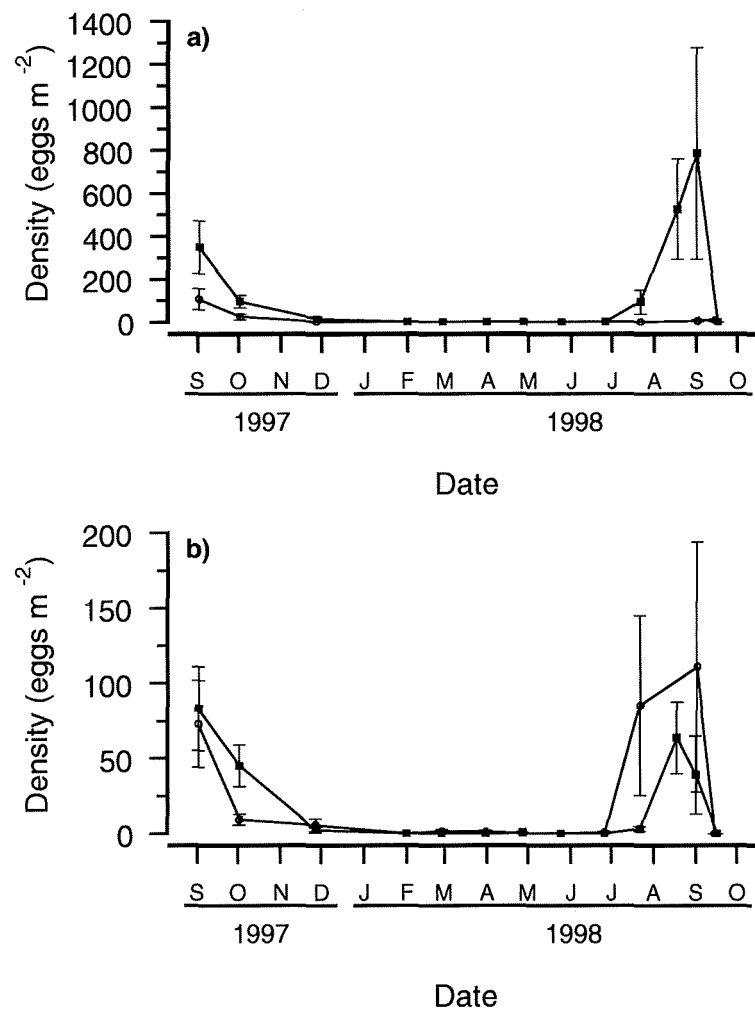 a)
Density (eggs m⁻²)
1400
1200
1000
800
600
400
200
0
S O N D J F M A M J J A S O
1997 1998
Date
b)
Density (eggs m⁻²)
200
150
100
50
0
S O N D J F M A M J J A S O
1997 1998
Date